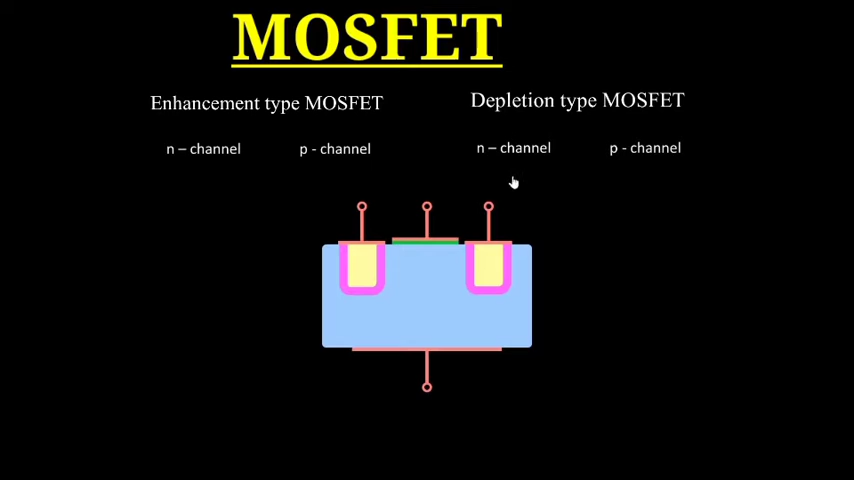 MOSFET
Enhancement type MOSFET
Depletion type MOSFET
n – channel
p - channel
n – channel
p - channel